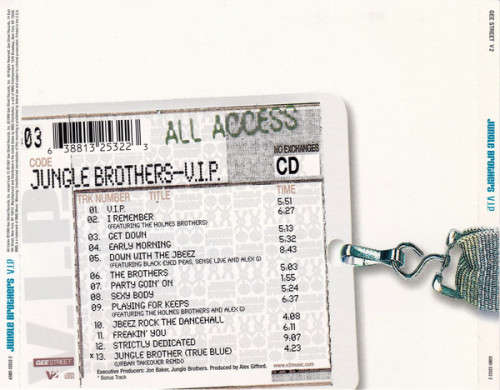 GEE STREET V2
03
6 38813 25322 3
ALL ACCESS
CODE
NO EXCHANGES
JUNGLE BROTHERS–V.I.P.
CD
TRK NUMBER TITLE TIME
01. V.I.P. 5.51
02. I REMEMBER 6.27
(FEATURING THE HOLMES BROTHERS)
03. GET DOWN 5.13
04. EARLY MORNING 5.32
05. DOWN WITH THE JBEEZ 8.43
(FEATURING BLACK EYED PEAS, SENSE LIVE AND ALEX G)
06. THE BROTHERS 5.03
07. PARTY GOIN' ON 1.55
08. SEXY BODY 5.24
09. PLAYING FOR KEEPS 6.37
(FEATURING THE HOLMES BROTHERS AND ALEX G)
10. JBEEZ ROCK THE DANCEHALL 4.08
11. FREAKIN' YOU 6.11
12. STRICTLY DEDICATED 9.07
×13. JUNGLE BROTHER (TRUE BLUE) 4.23
(URBAN TAKEOVER REMIX)
Executive Producers: Jon Baker, Jungle Brothers. Produced by Alex Gifford.
* Bonus Track
V.I.P.
GEE STREET
V2
JUNGLE BROTHERS V.I.P.
JUNGLE BROTHERS V.I.P.